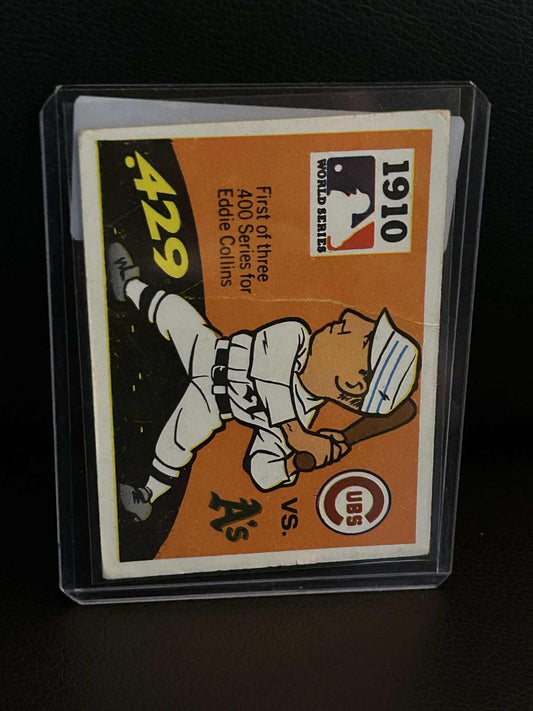 1910
WORLD SERIES
First of three
.400 Series for
Eddie Collins
.429
CUBS
vs.
A's